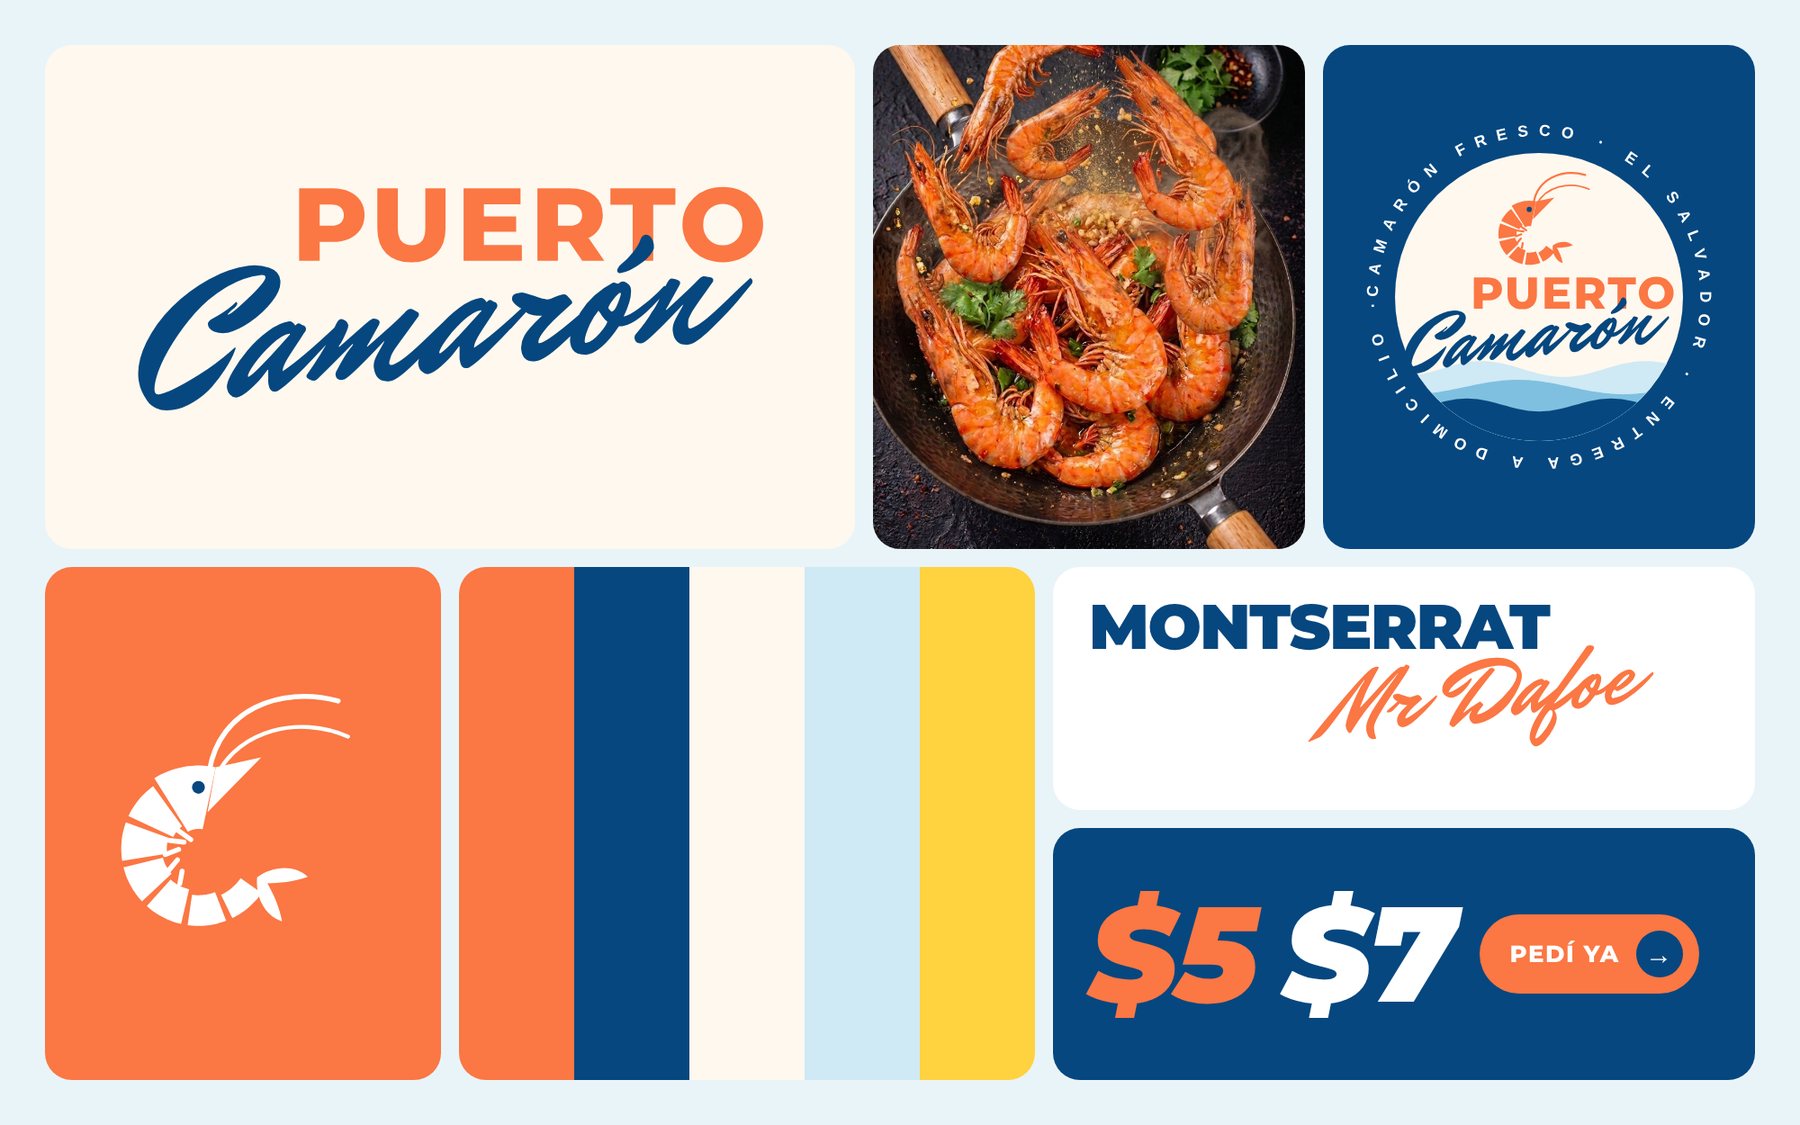 PUERTO
Camarón
· CAMARÓN FRESCO · EL SALVADOR · ENTREGA A DOMICILIO
PUERTO
Camarón
MONTSERRAT
Mr Dafoe
$5 $7 PEDÍ YA →